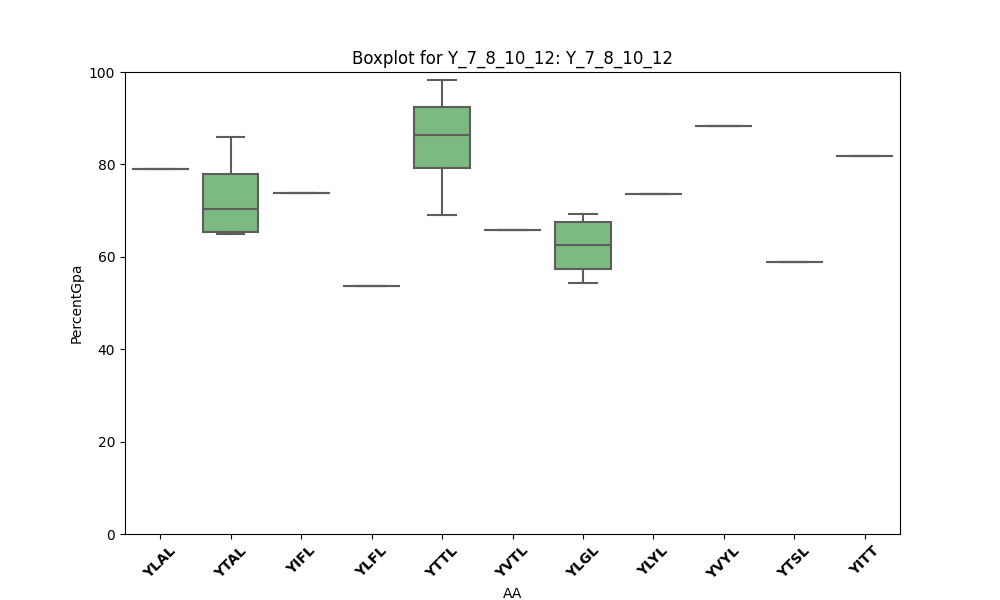 Boxplot for Y_7_8_10_12: Y_7_8_10_12
100
80
60
40
20
0
PercentGpa
YLAL YTAL YIFL YLFL YTTL YVTL YLGL YLYL YVYL YTSL YITT
AA